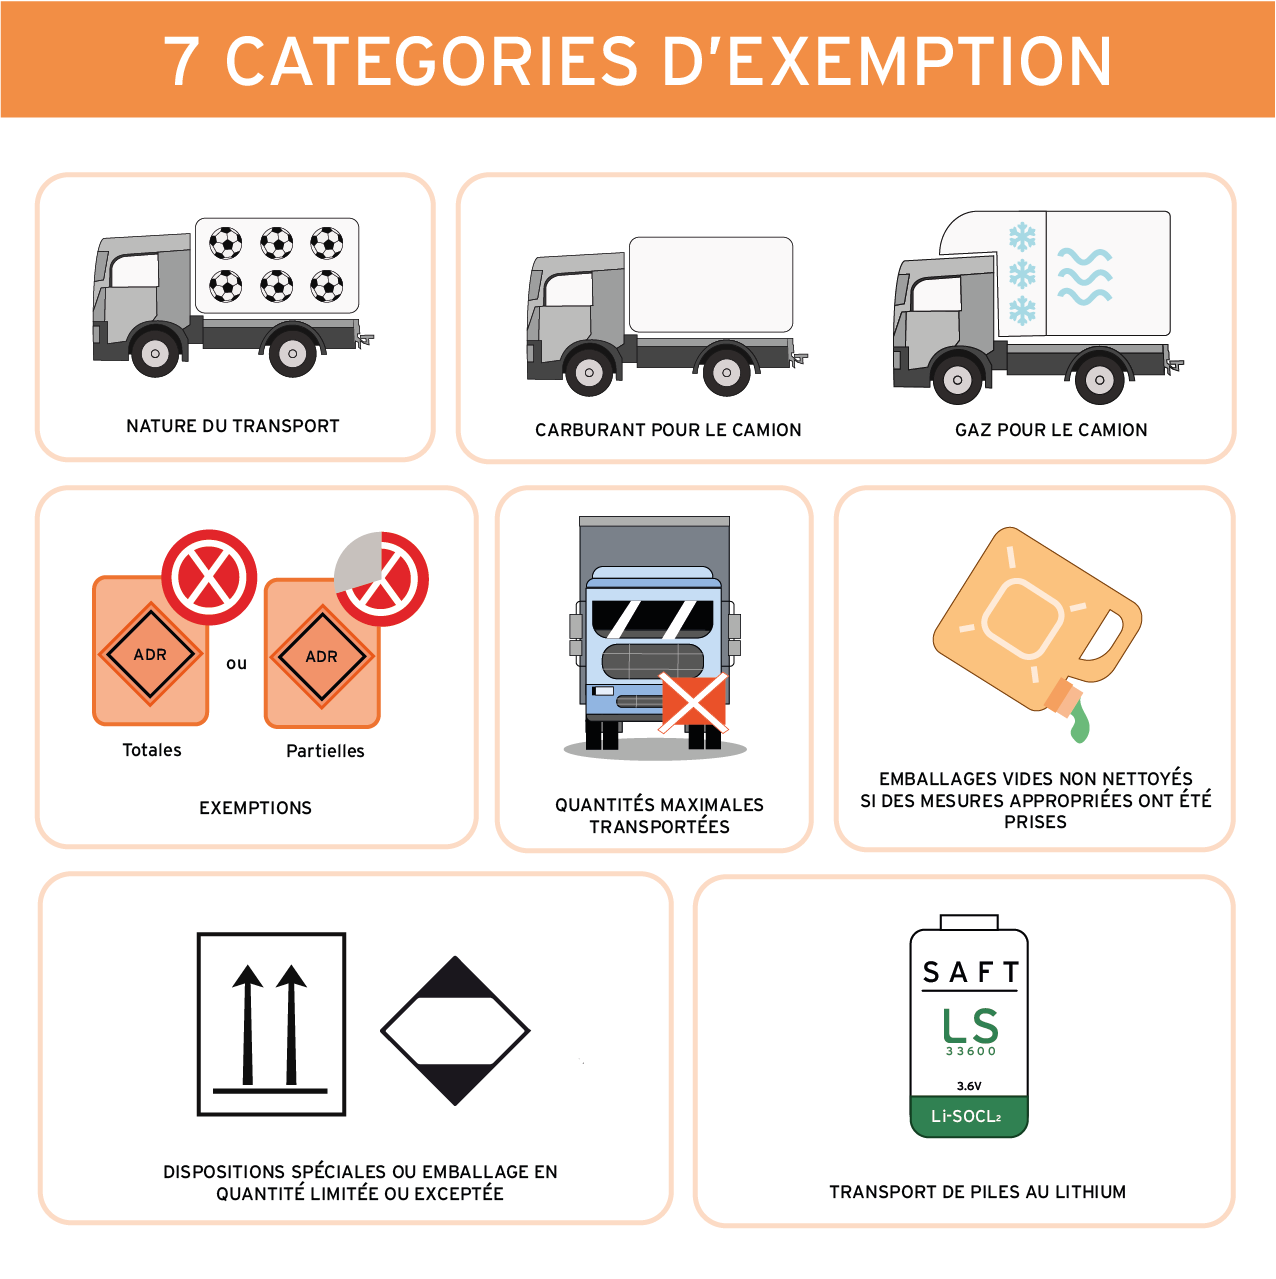 7 CATEGORIES D'EXEMPTION
NATURE DU TRANSPORT
CARBURANT POUR LE CAMION
GAZ POUR LE CAMION
ADR
ou
ADR
Totales
Partielles
EXEMPTIONS
QUANTITÉS MAXIMALES
TRANSPORTÉES
EMBALLAGES VIDES NON NETTOYÉS
SI DES MESURES APPROPRIÉES ONT ÉTÉ
PRISES
DISPOSITIONS SPÉCIALES OU EMBALLAGE EN
QUANTITÉ LIMITÉE OU EXCEPTÉE
SAFT
LS
33600
3.6V
Li-SOCL₂
TRANSPORT DE PILES AU LITHIUM